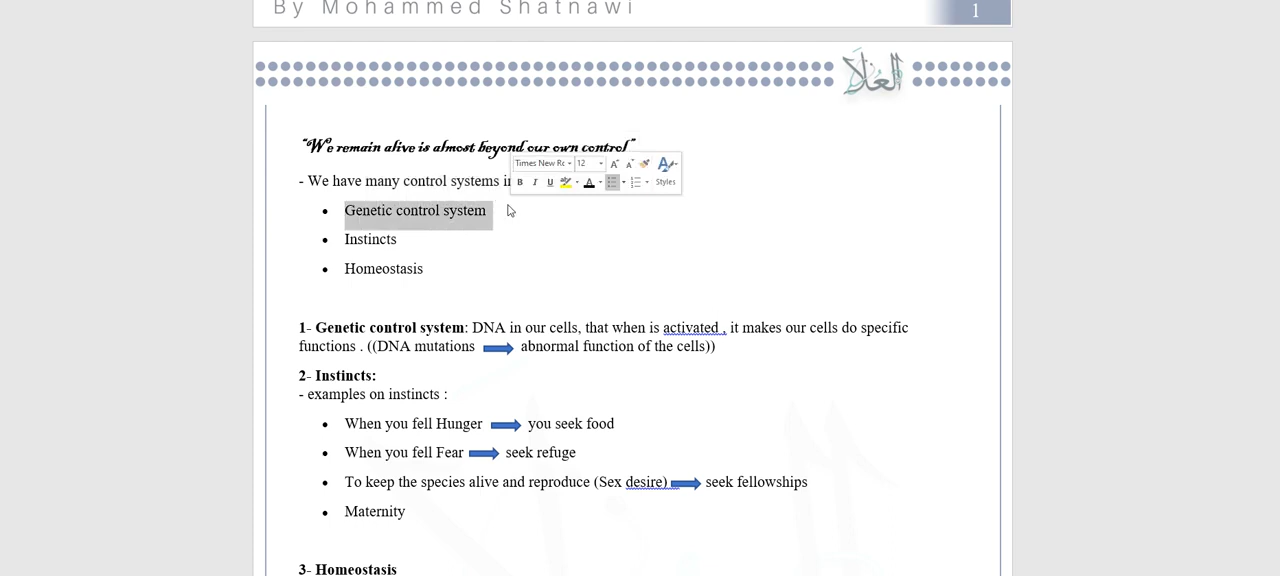 By Mohammed Shatnawi
1
العلا
"We remain alive is almost beyond our own control"
Times New Ro
12
- We have many control systems
B I U
Styles
Genetic control system
Instincts
Homeostasis
1- Genetic control system: DNA in our cells, that when is activated , it makes our cells do specific
functions . ((DNA mutations abnormal function of the cells))
2- Instincts:
- examples on instincts :
When you fell Hunger you seek food
When you fell Fear seek refuge
To keep the species alive and reproduce (Sex desire) seek fellowships
Maternity
3- Homeostasis